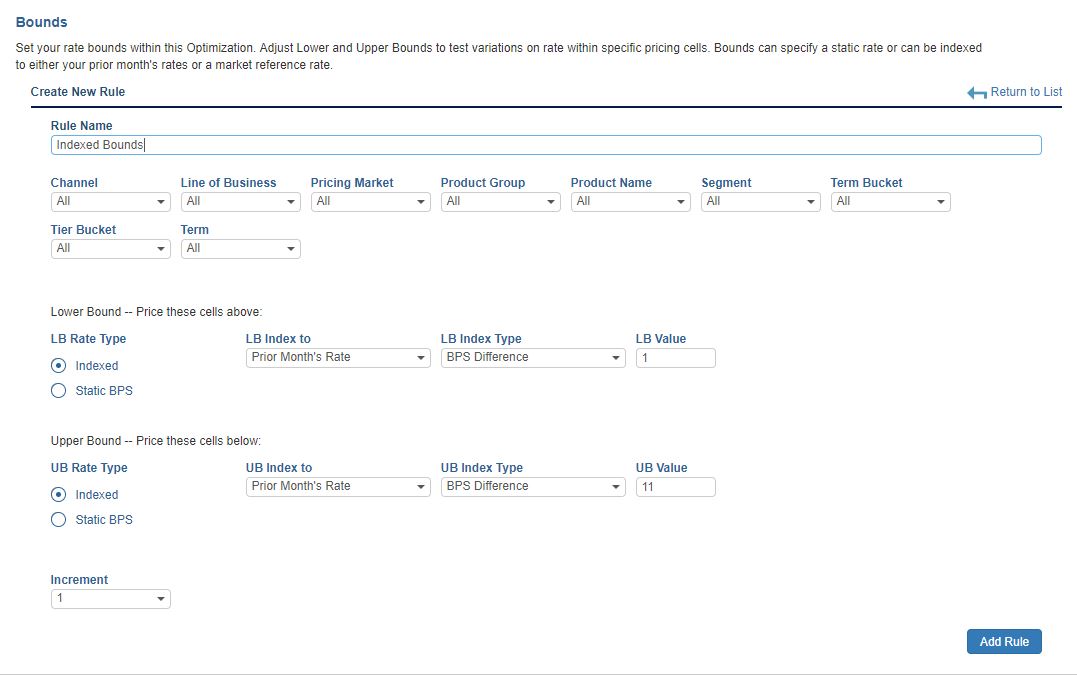 Bounds
Set your rate bounds within this Optimization. Adjust Lower and Upper Bounds to test variations on rate within specific pricing cells. Bounds can specify a static rate or can be indexed
to either your prior month's rates or a market reference rate.
Create New Rule
Return to List
Rule Name
Indexed Bounds
Channel Line of Business Pricing Market Product Group Product Name Segment Term Bucket
All All All All All All All
Tier Bucket Term
All All
Lower Bound -- Price these cells above:
LB Rate Type LB Index to LB Index Type LB Value
Prior Month's Rate BPS Difference 1
Indexed
Static BPS
Upper Bound -- Price these cells below:
UB Rate Type UB Index to UB Index Type UB Value
Prior Month's Rate BPS Difference 11
Indexed
Static BPS
Increment
1
Add Rule